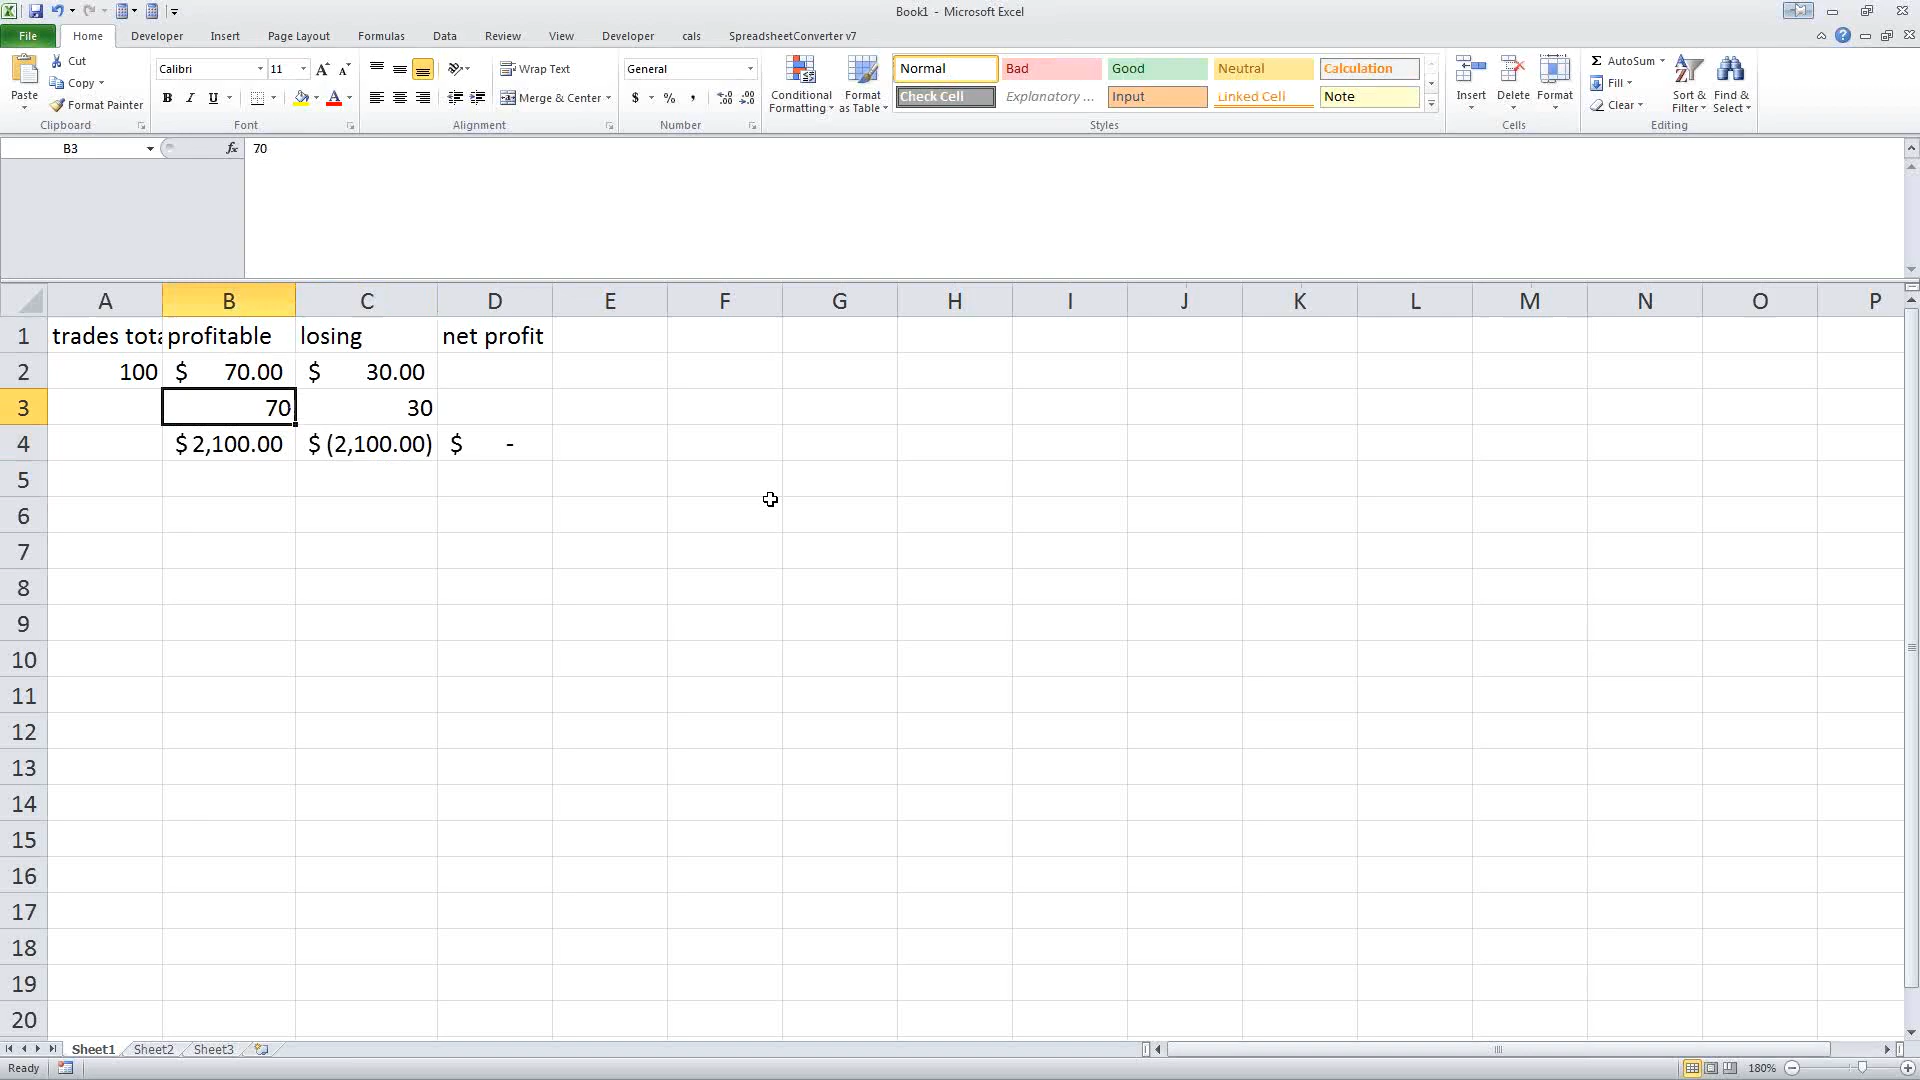 Book1 - Microsoft Excel
File Home Developer Insert Page Layout Formulas Data Review View Developer cals SpreadsheetConverter v7
Paste Cut Copy Format Painter Clipboard
Calibri 11 B I U Font
Wrap Text Merge & Center Alignment
General $ % , Number
Conditional Formatting Format as Table
Normal Bad Good Neutral Calculation
Check Cell Explanatory ... Input Linked Cell Note
Styles
Insert Delete Format Cells
Σ AutoSum Fill Clear Sort & Filter Find & Select Editing
B3 fx 70
A B C D E F G H I J K L M N O P
1 trades tota profitable losing net profit
2 100 $ 70.00 $ 30.00
3 70 30
4 $ 2,100.00 $ (2,100.00) $ -
5
6
7
8
9
10
11
12
13
14
15
16
17
18
19
20
Sheet1 Sheet2 Sheet3
Ready 180%